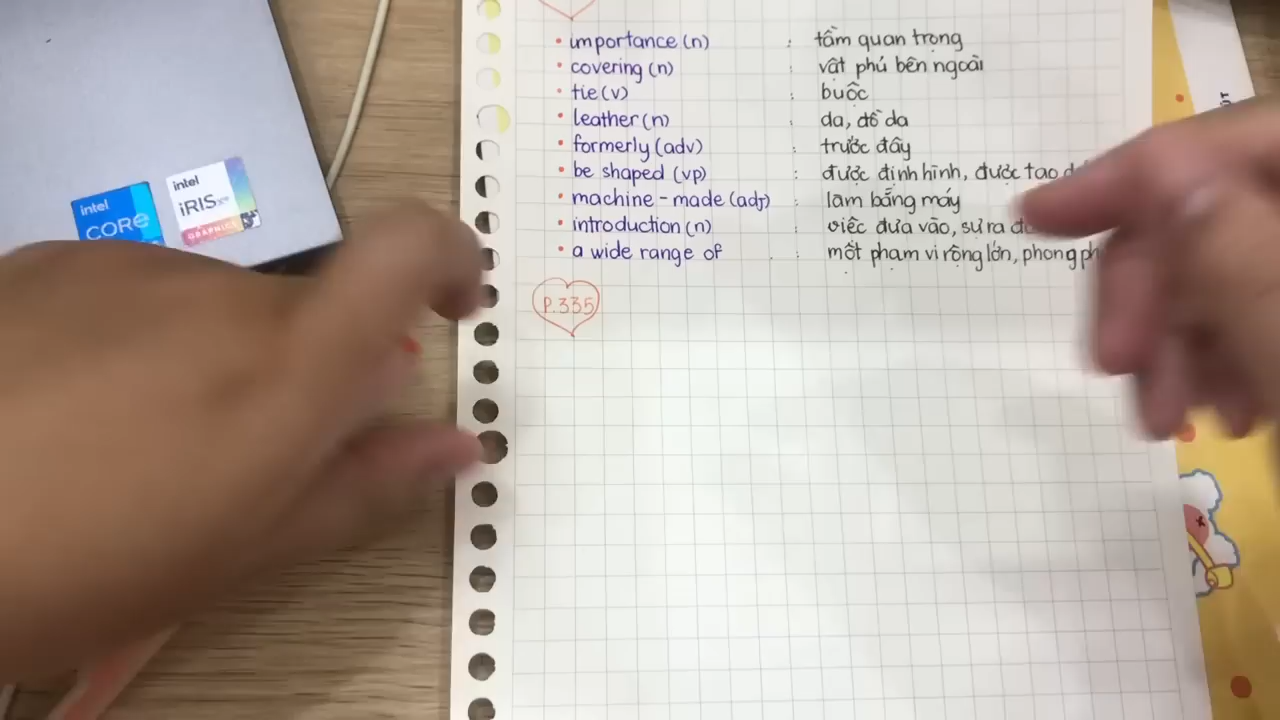 importance (n) : tầm quan trọng
covering (n) : vật phủ bên ngoài
tie (v) : buộc
leather (n) : da, đồ da
formerly (adv) : trước đây
be shaped (vp) : được định hình, được tạo
machine-made (adj) : làm bằng máy
introduction (n) : việc đưa vào, sự ra
a wide range of : một phạm vi rộng lớn, phong
P.335
intel CORE
intel iRIS xe GRAPHICS